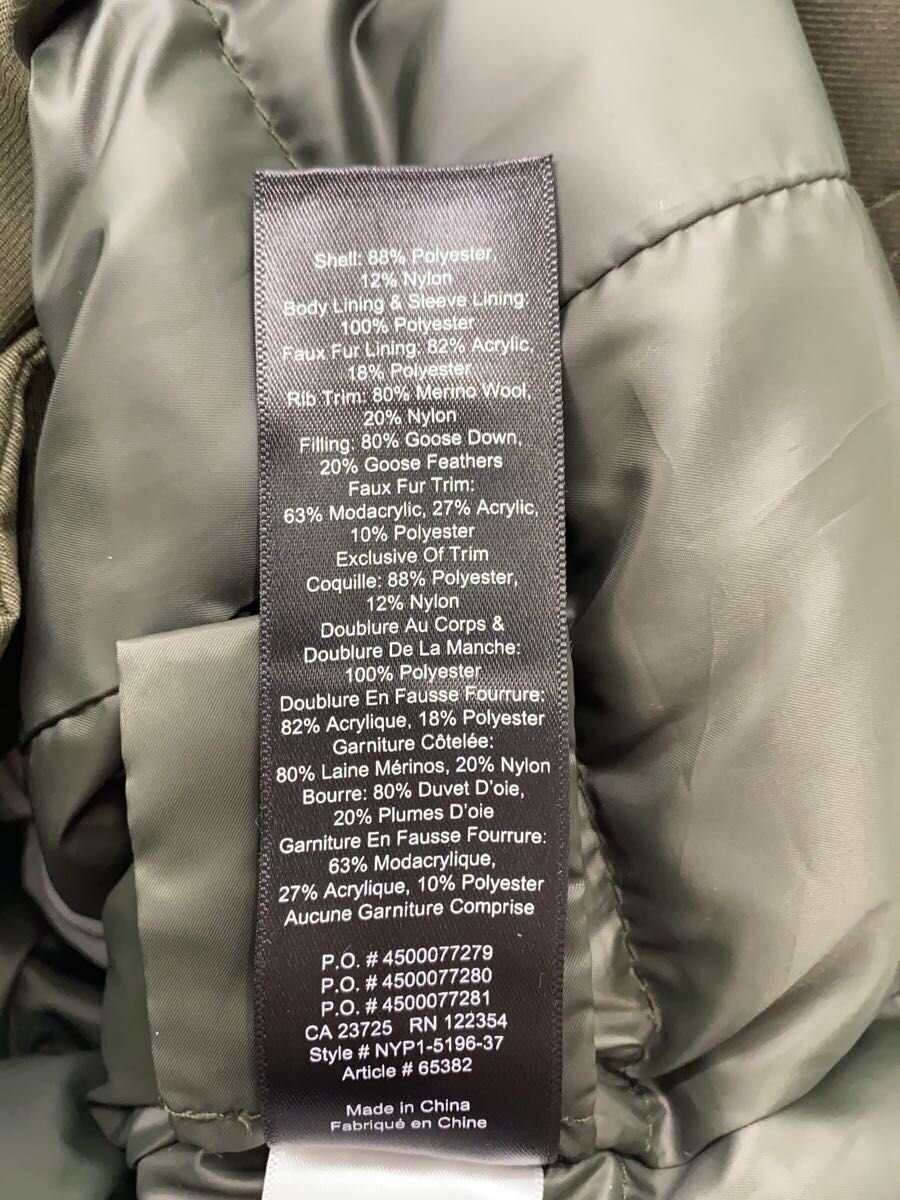 Shell: 88% Polyester,
12% Nylon
Body Lining & Sleeve Lining:
100% Polyester
Faux Fur Lining: 82% Acrylic,
18% Polyester
Rib Trim: 80% Merino Wool,
20% Nylon
Filling: 80% Goose Down,
20% Goose Feathers
Faux Fur Trim:
63% Modacrylic, 27% Acrylic,
10% Polyester
Exclusive Of Trim
Coquille: 88% Polyester,
12% Nylon
Doublure Au Corps &
Doublure De La Manche:
100% Polyester
Doublure En Fausse Fourrure:
82% Acrylique, 18% Polyester
Garniture Côtelée:
80% Laine Mérinos, 20% Nylon
Bourre: 80% Duvet D'oie,
20% Plumes D'oie
Garniture En Fausse Fourrure:
63% Modacrylique,
27% Acrylique, 10% Polyester
Aucune Garniture Comprise
P.O. # 4500077279
P.O. # 4500077280
P.O. # 4500077281
CA 23725 RN 122354
Style # NYP1-5196-37
Article # 65382
Made in China
Fabriqué en Chine